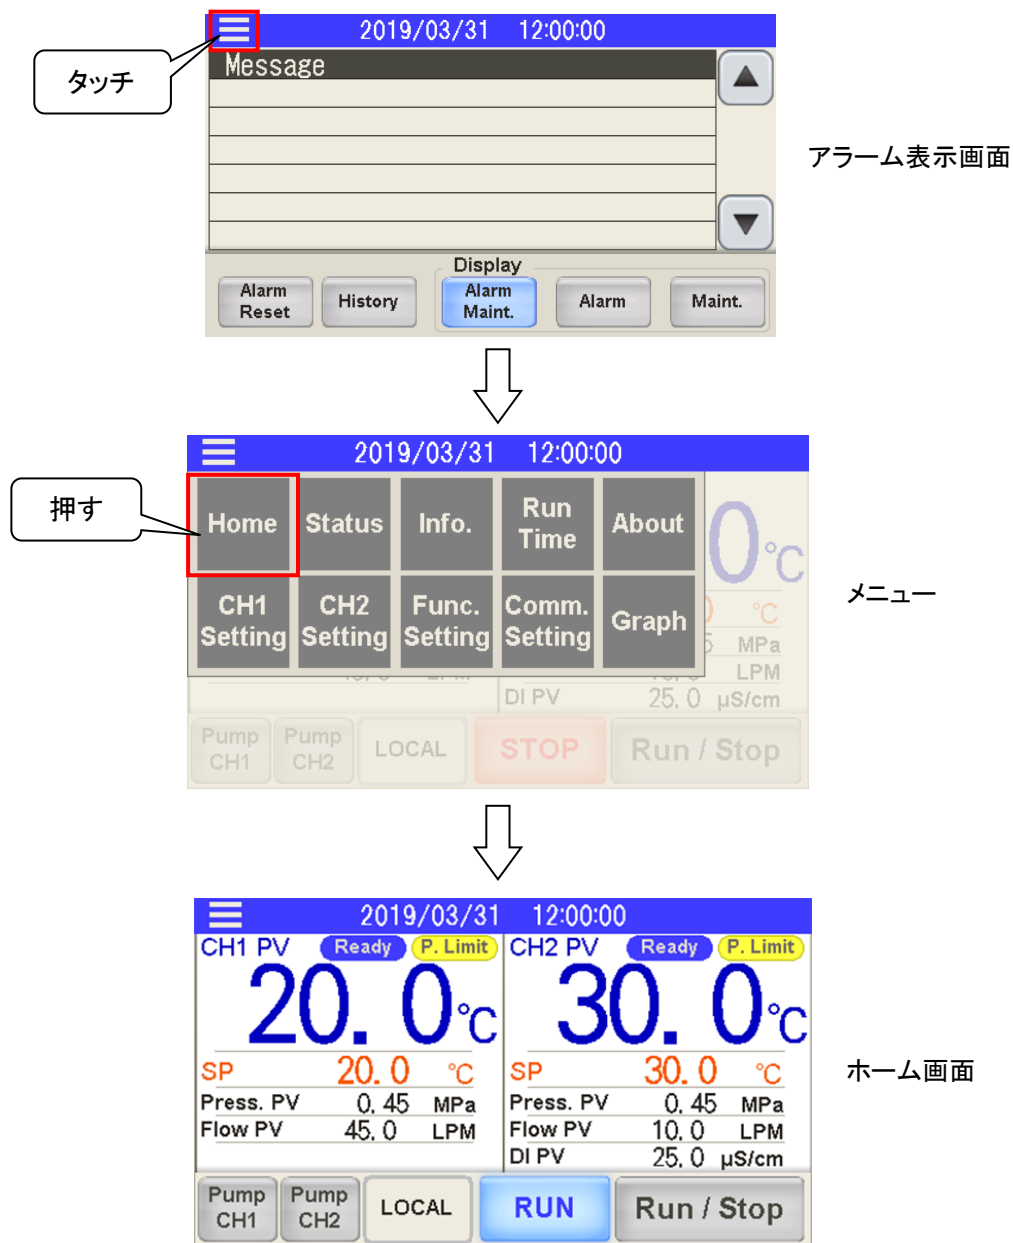 2019/03/31 12:00:00
タッチ
Message
アラーム表示画面
Display
Alarm Reset
History
Alarm Maint.
Alarm
Maint.
2019/03/31 12:00:00
押す
Home Status Info. Run Time About
CH1 Setting CH2 Setting Func. Setting Comm. Setting Graph
0 °C
°C
MPa
LPM
DI PV 25.0 µS/cm
メニュー
Pump CH1 Pump CH2 LOCAL STOP Run / Stop
2019/03/31 12:00:00
CH1 PV Ready P. Limit
20.0 °C
SP 20.0 °C
Press. PV 0.45 MPa
Flow PV 45.0 LPM
CH2 PV Ready P. Limit
30.0 °C
SP 30.0 °C
Press. PV 0.45 MPa
Flow PV 10.0 LPM
DI PV 25.0 µS/cm
ホーム画面
Pump CH1 Pump CH2 LOCAL RUN Run / Stop